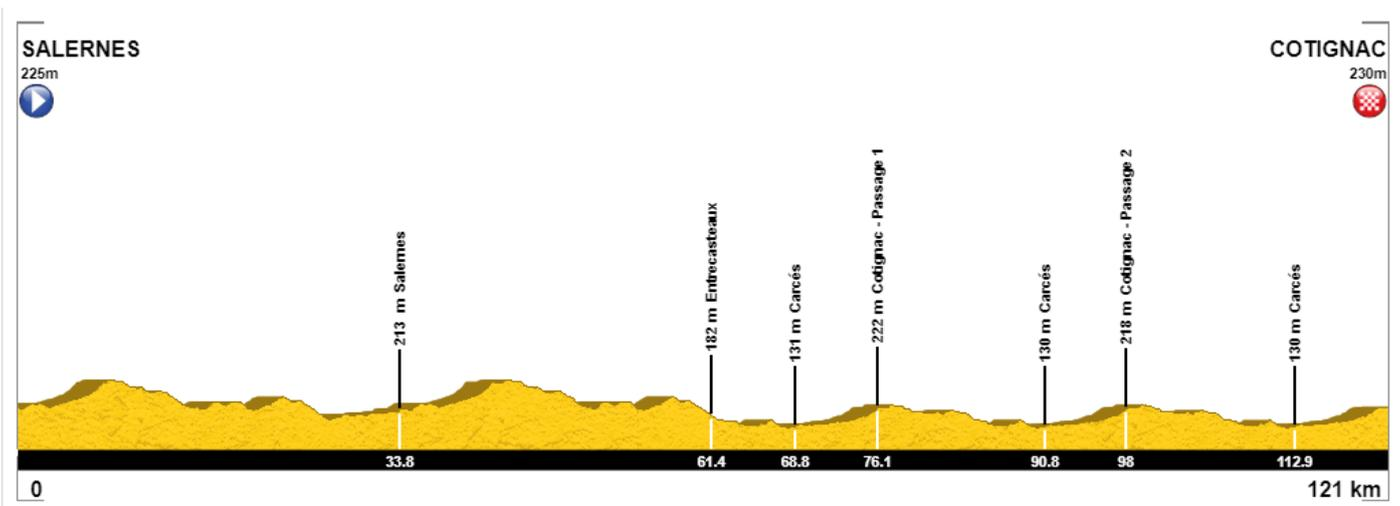 SALERNES
225m
COTIGNAC
230m
213 m Salernes
182 m Entrecasteaux
131 m Carcés
222 m Cotignac - Passage 1
130 m Carcés
218 m Cotignac - Passage 2
130 m Carcés
33.8
61.4
68.8
76.1
90.8
98
112.9
0
121 km